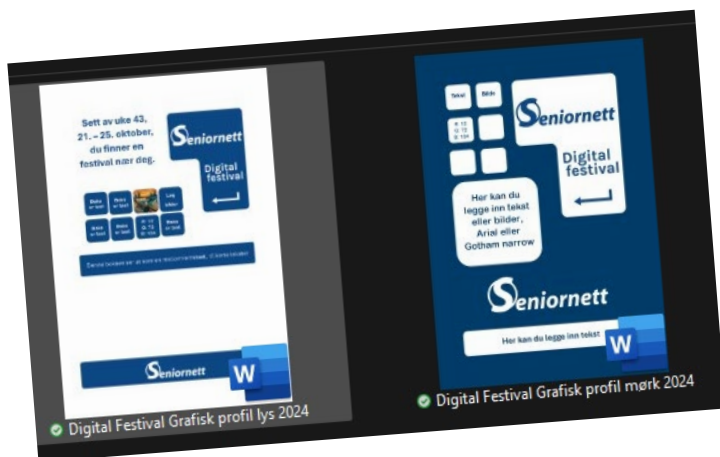 Sett av uke 43,
21.–25. oktober,
du finner en
festival nær deg.
Seniornett
Digital
festival
Seniornett
W
Digital Festival Grafisk profil lys 2024
Tekst
Bilde
Seniornett
Digital
festival
Her kan du
legge inn tekst
eller bilder,
Arial eller
Gotham narrow
Seniornett
Her kan du legge inn tekst
W
Digital Festival Grafisk profil mørk 2024